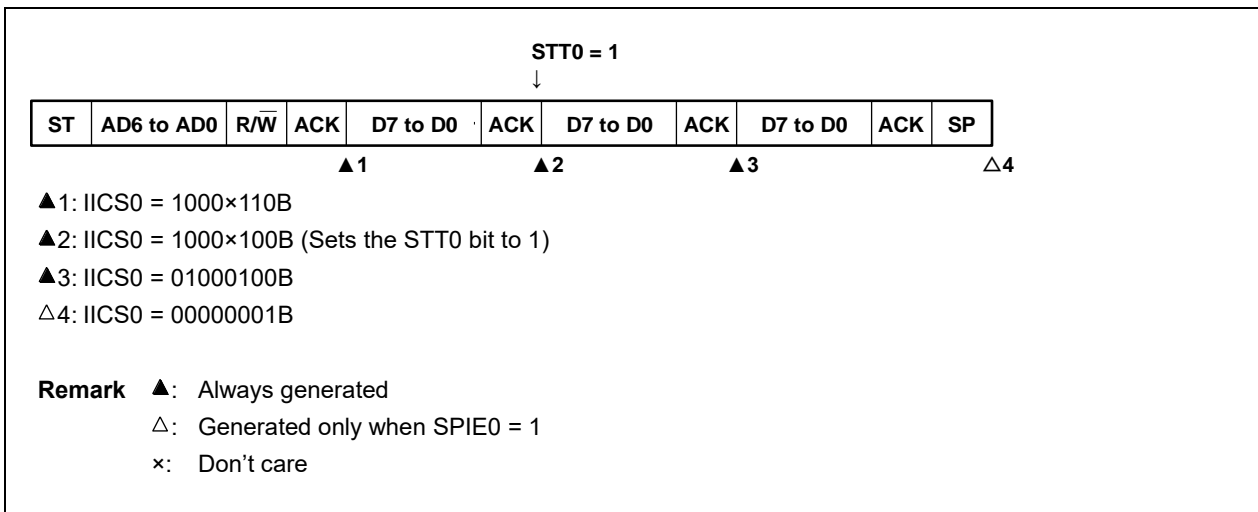 STT0 = 1
↓
ST AD6 to AD0 R/W̅ ACK D7 to D0 ACK D7 to D0 ACK D7 to D0 ACK SP
▲1 ▲2 ▲3 △4
▲1: IICS0 = 1000×110B
▲2: IICS0 = 1000×100B (Sets the STT0 bit to 1)
▲3: IICS0 = 01000100B
△4: IICS0 = 00000001B
Remark ▲: Always generated
△: Generated only when SPIE0 = 1
×: Don’t care